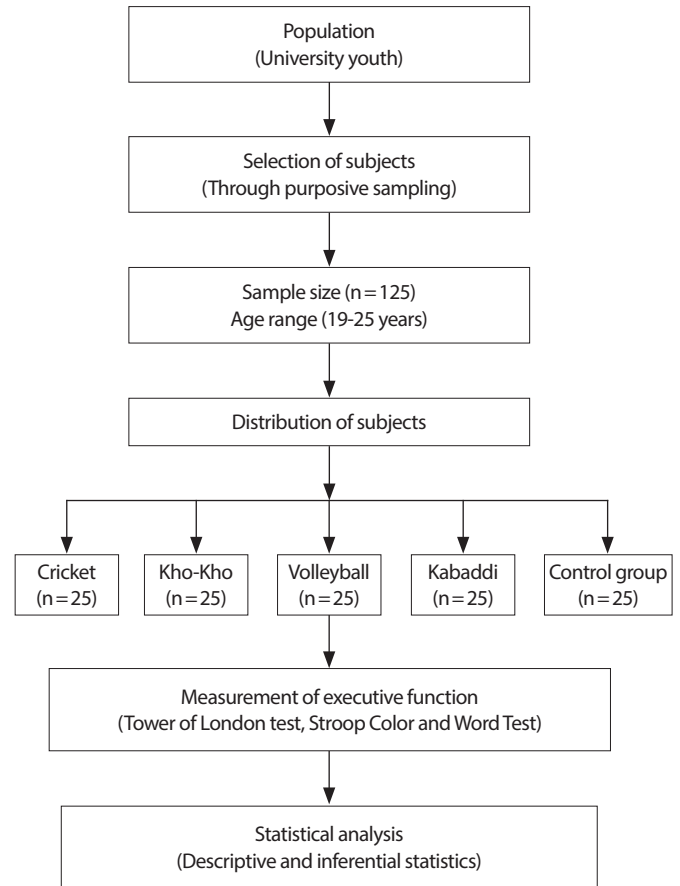 Population
(University youth)
Selection of subjects
(Through purposive sampling)
Sample size (n = 125)
Age range (19-25 years)
Distribution of subjects
Cricket
(n = 25)
Kho-Kho
(n = 25)
Volleyball
(n = 25)
Kabaddi
(n = 25)
Control group
(n = 25)
Measurement of executive function
(Tower of London test, Stroop Color and Word Test)
Statistical analysis
(Descriptive and inferential statistics)